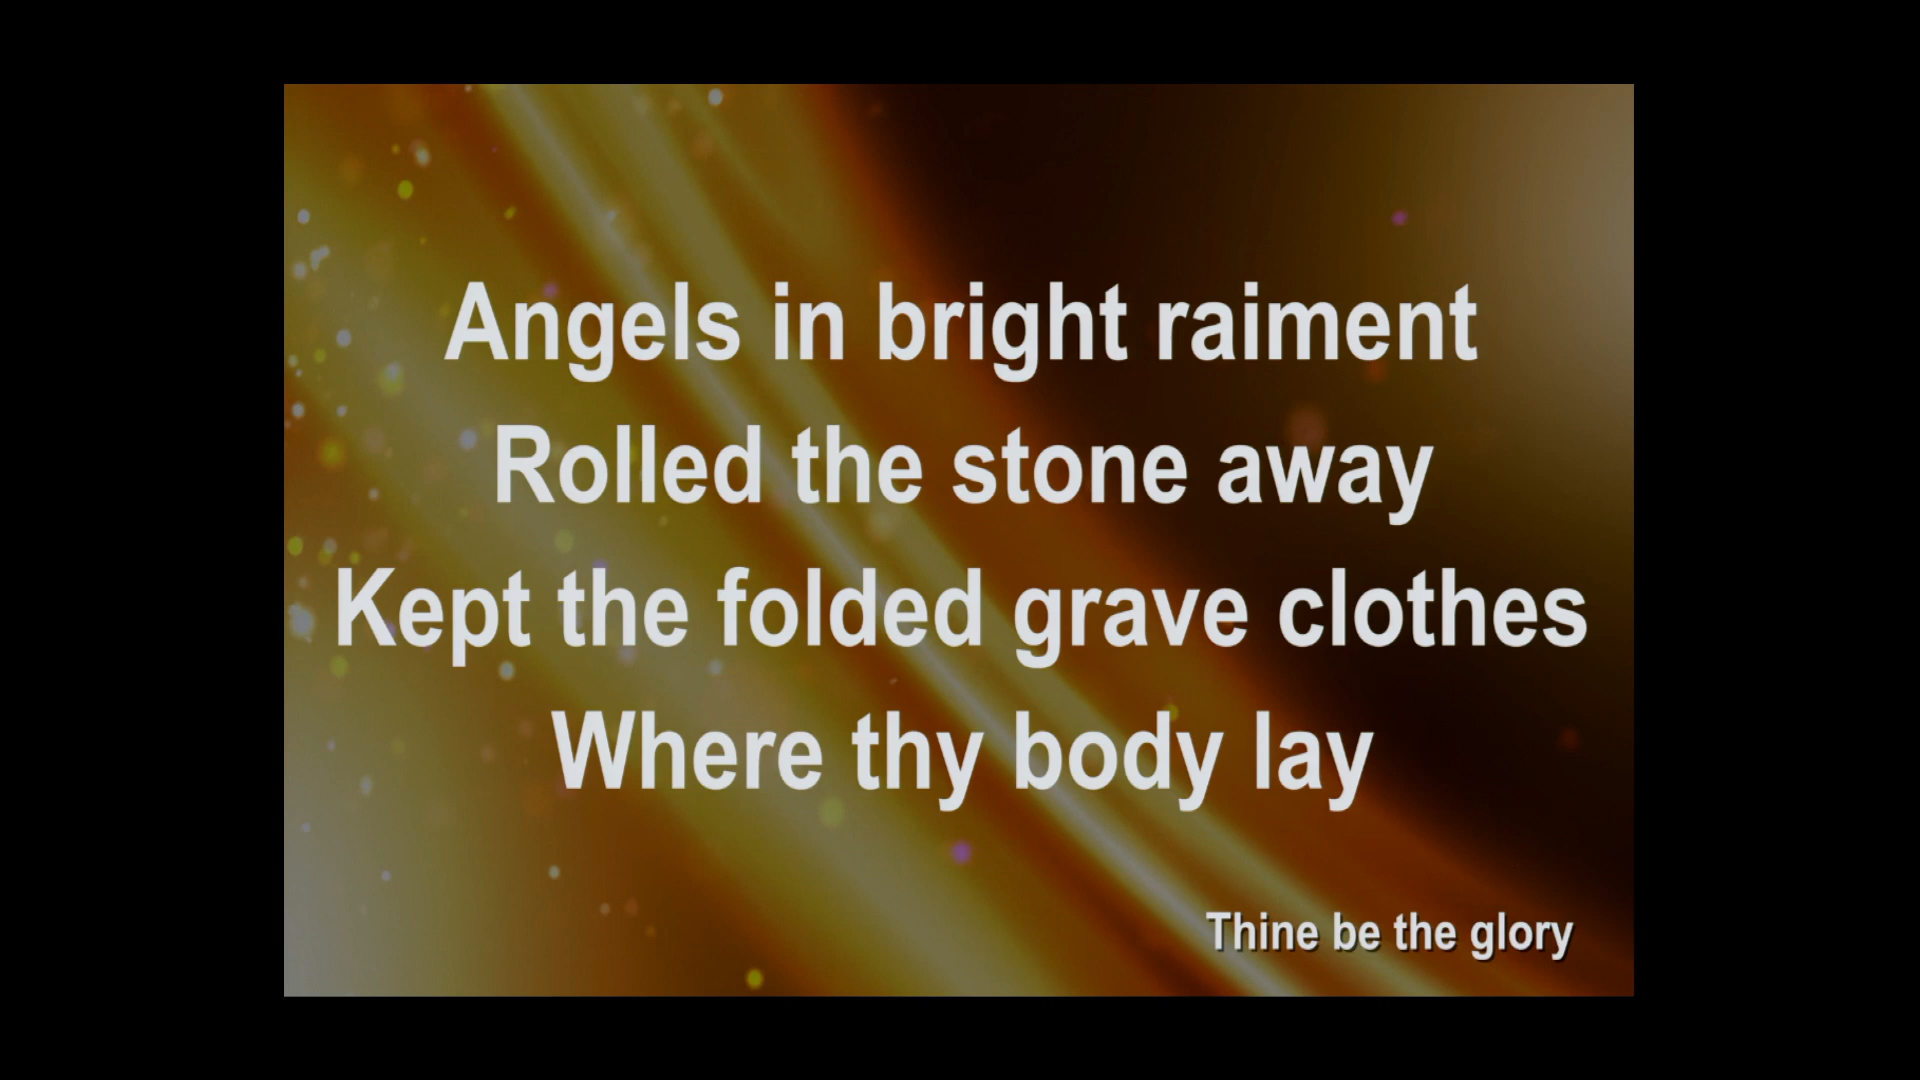 Angels in bright raiment
Rolled the stone away
Kept the folded grave clothes
Where thy body lay
Thine be the glory